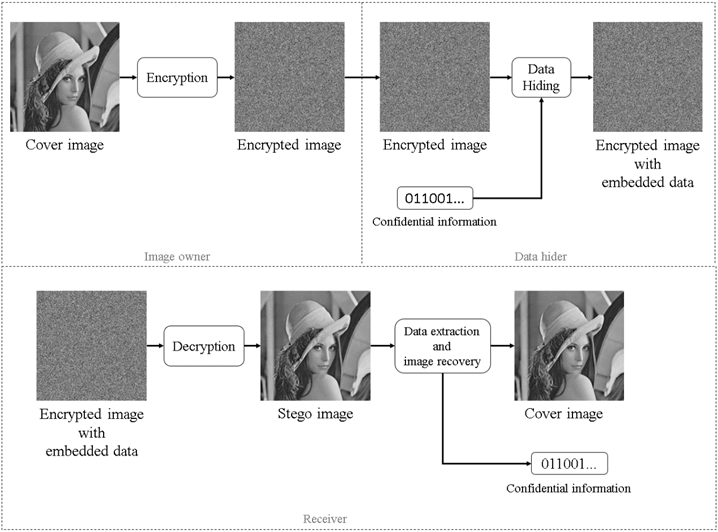 Encryption
Cover image
Encrypted image
Encrypted image
Data
Hiding
Encrypted image
with
embedded data
011001...
Confidential information
Image owner
Data hider
Decryption
Data extraction
and
image recovery
Encrypted image
with
embedded data
Stego image
Cover image
011001...
Confidential information
Receiver